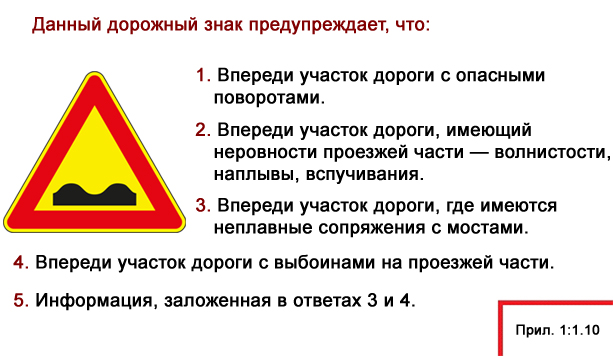 Данный дорожный знак предупреждает, что:
1. Впереди участок дороги с опасными
поворотами.
2. Впереди участок дороги, имеющий
неровности проезжей части — волнистости,
наплывы, вспучивания.
3. Впереди участок дороги, где имеются
неплавные сопряжения с мостами.
4. Впереди участок дороги с выбоинами на проезжей части.
5. Информация, заложенная в ответах 3 и 4.
Прил. 1:1.10